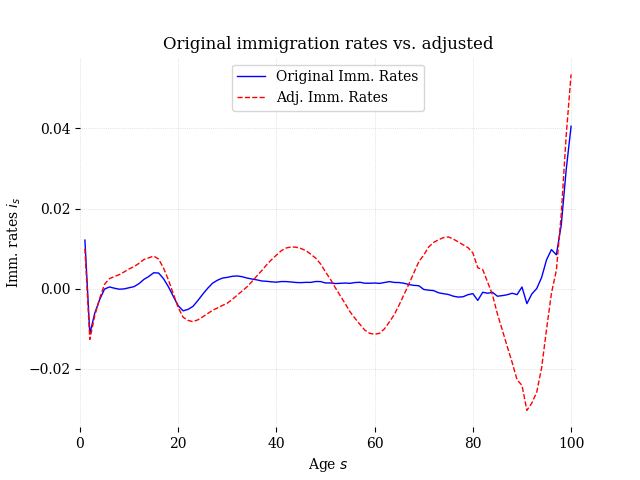 Original immigration rates vs. adjusted
Original Imm. Rates
Adj. Imm. Rates
Imm. rates i_s
0.04
0.02
0.00
−0.02
0 20 40 60 80 100
Age s